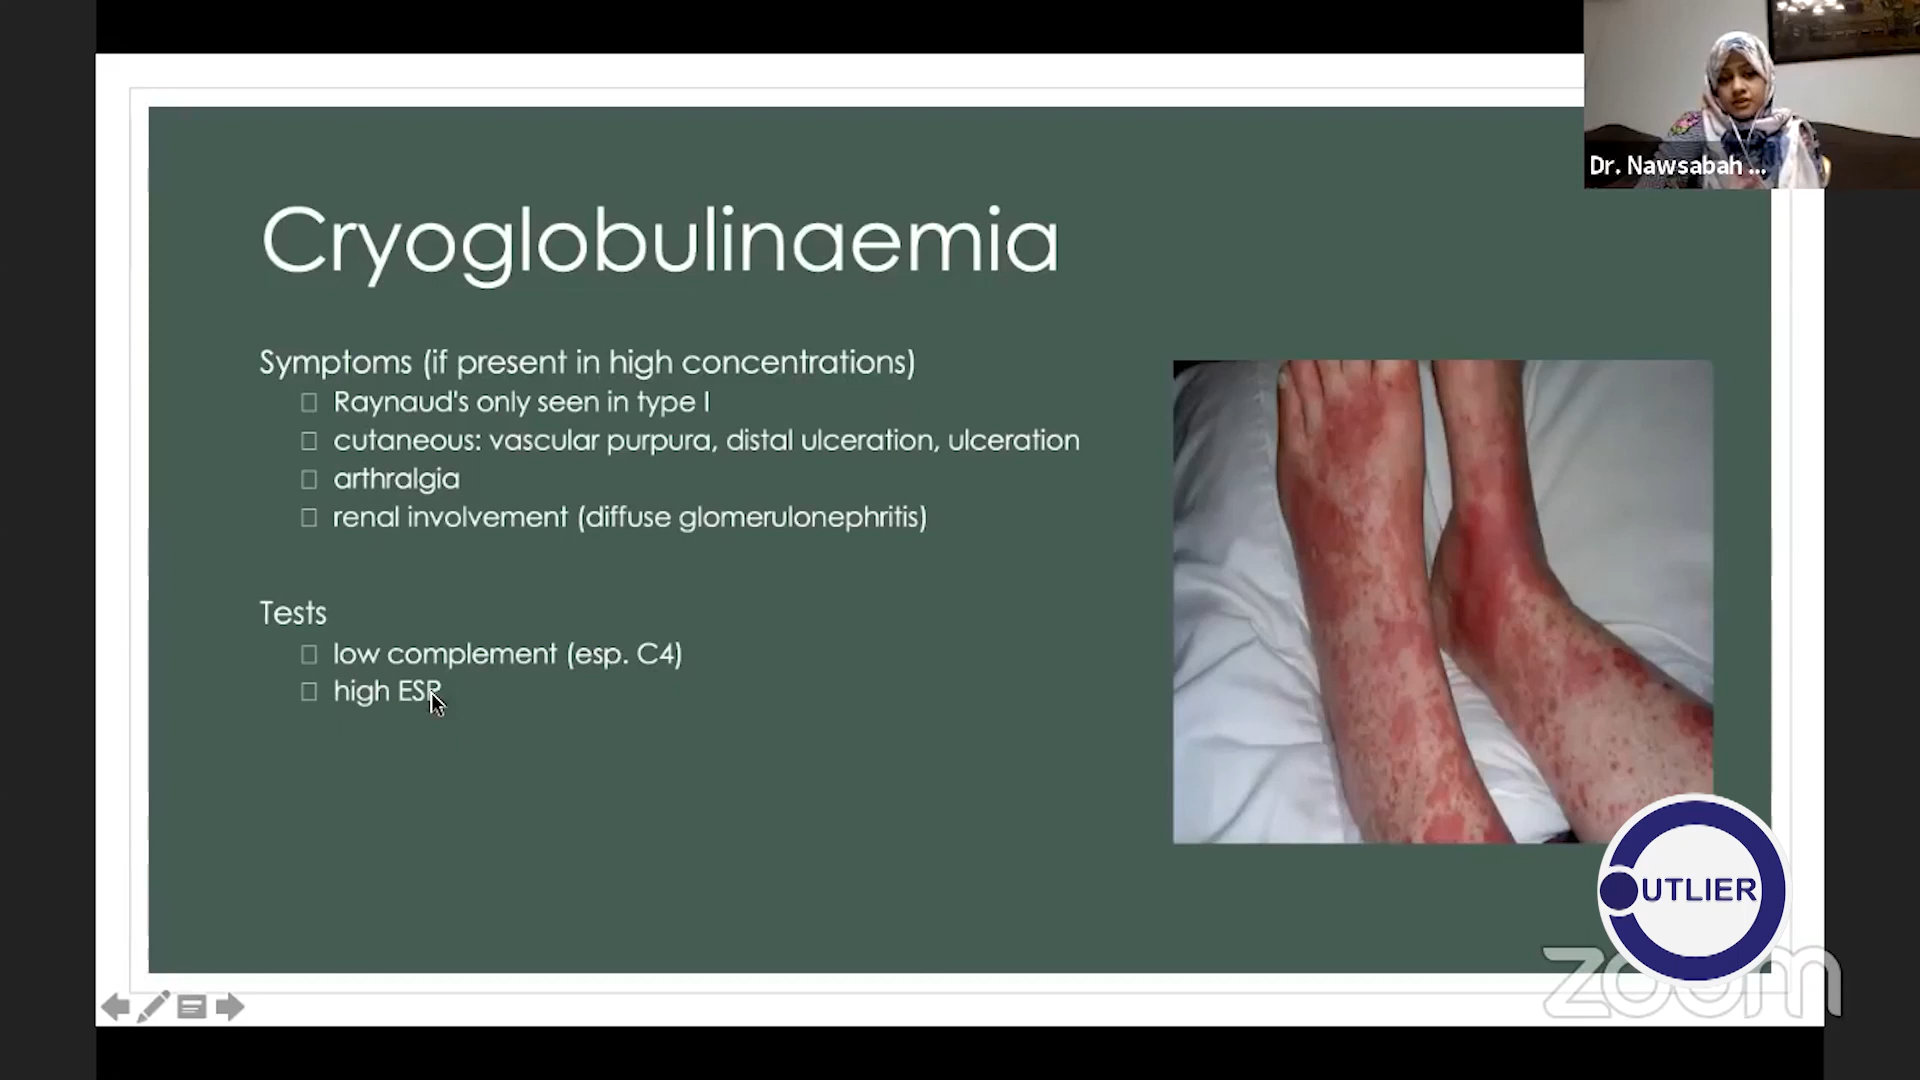 Dr. Nawsabah ...
Cryoglobulinaemia
Symptoms (if present in high concentrations)
Raynaud's only seen in type I
cutaneous: vascular purpura, distal ulceration, ulceration
arthralgia
renal involvement (diffuse glomerulonephritis)
Tests
low complement (esp. C4)
high ESR
OUTLIER
zoom